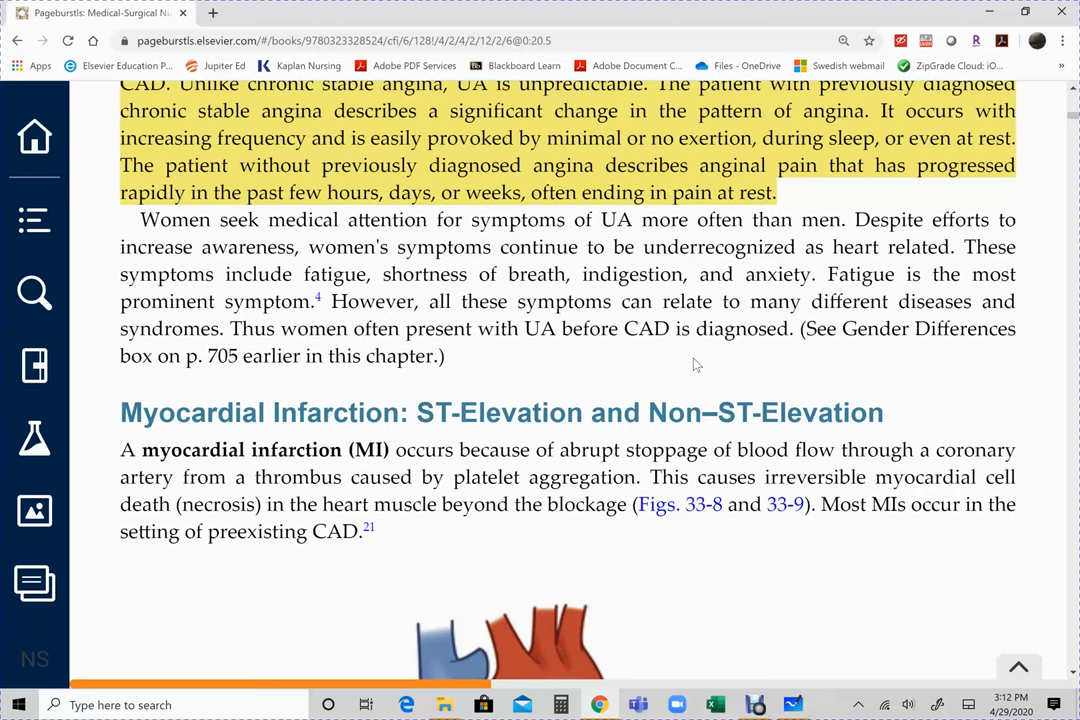 Pageburstls: Medical-Surgical Nu
pageburstls.elsevier.com/#/books/9780323328524/cfi/6/128!/4/2/4/2/12/2/6@0:20.5
Apps
Elsevier Education P...
Jupiter Ed
Kaplan Nursing
Adobe PDF Services
Blackboard Learn
Adobe Document C...
Files - OneDrive
Swedish webmail
ZipGrade Cloud: iO...
»
CAD. Unlike chronic stable angina, UA is unpredictable. The patient with previously diagnosed
chronic stable angina describes a significant change in the pattern of angina. It occurs with
increasing frequency and is easily provoked by minimal or no exertion, during sleep, or even at rest.
The patient without previously diagnosed angina describes anginal pain that has progressed
rapidly in the past few hours, days, or weeks, often ending in pain at rest.
Women seek medical attention for symptoms of UA more often than men. Despite efforts to
increase awareness, women's symptoms continue to be underrecognized as heart related. These
symptoms include fatigue, shortness of breath, indigestion, and anxiety. Fatigue is the most
prominent symptom.4 However, all these symptoms can relate to many different diseases and
syndromes. Thus women often present with UA before CAD is diagnosed. (See Gender Differences
box on p. 705 earlier in this chapter.)
Myocardial Infarction: ST-Elevation and Non–ST-Elevation
A myocardial infarction (MI) occurs because of abrupt stoppage of blood flow through a coronary
artery from a thrombus caused by platelet aggregation. This causes irreversible myocardial cell
death (necrosis) in the heart muscle beyond the blockage (Figs. 33-8 and 33-9). Most MIs occur in the
setting of preexisting CAD.21
NS
Type here to search
3:12 PM
4/29/2020